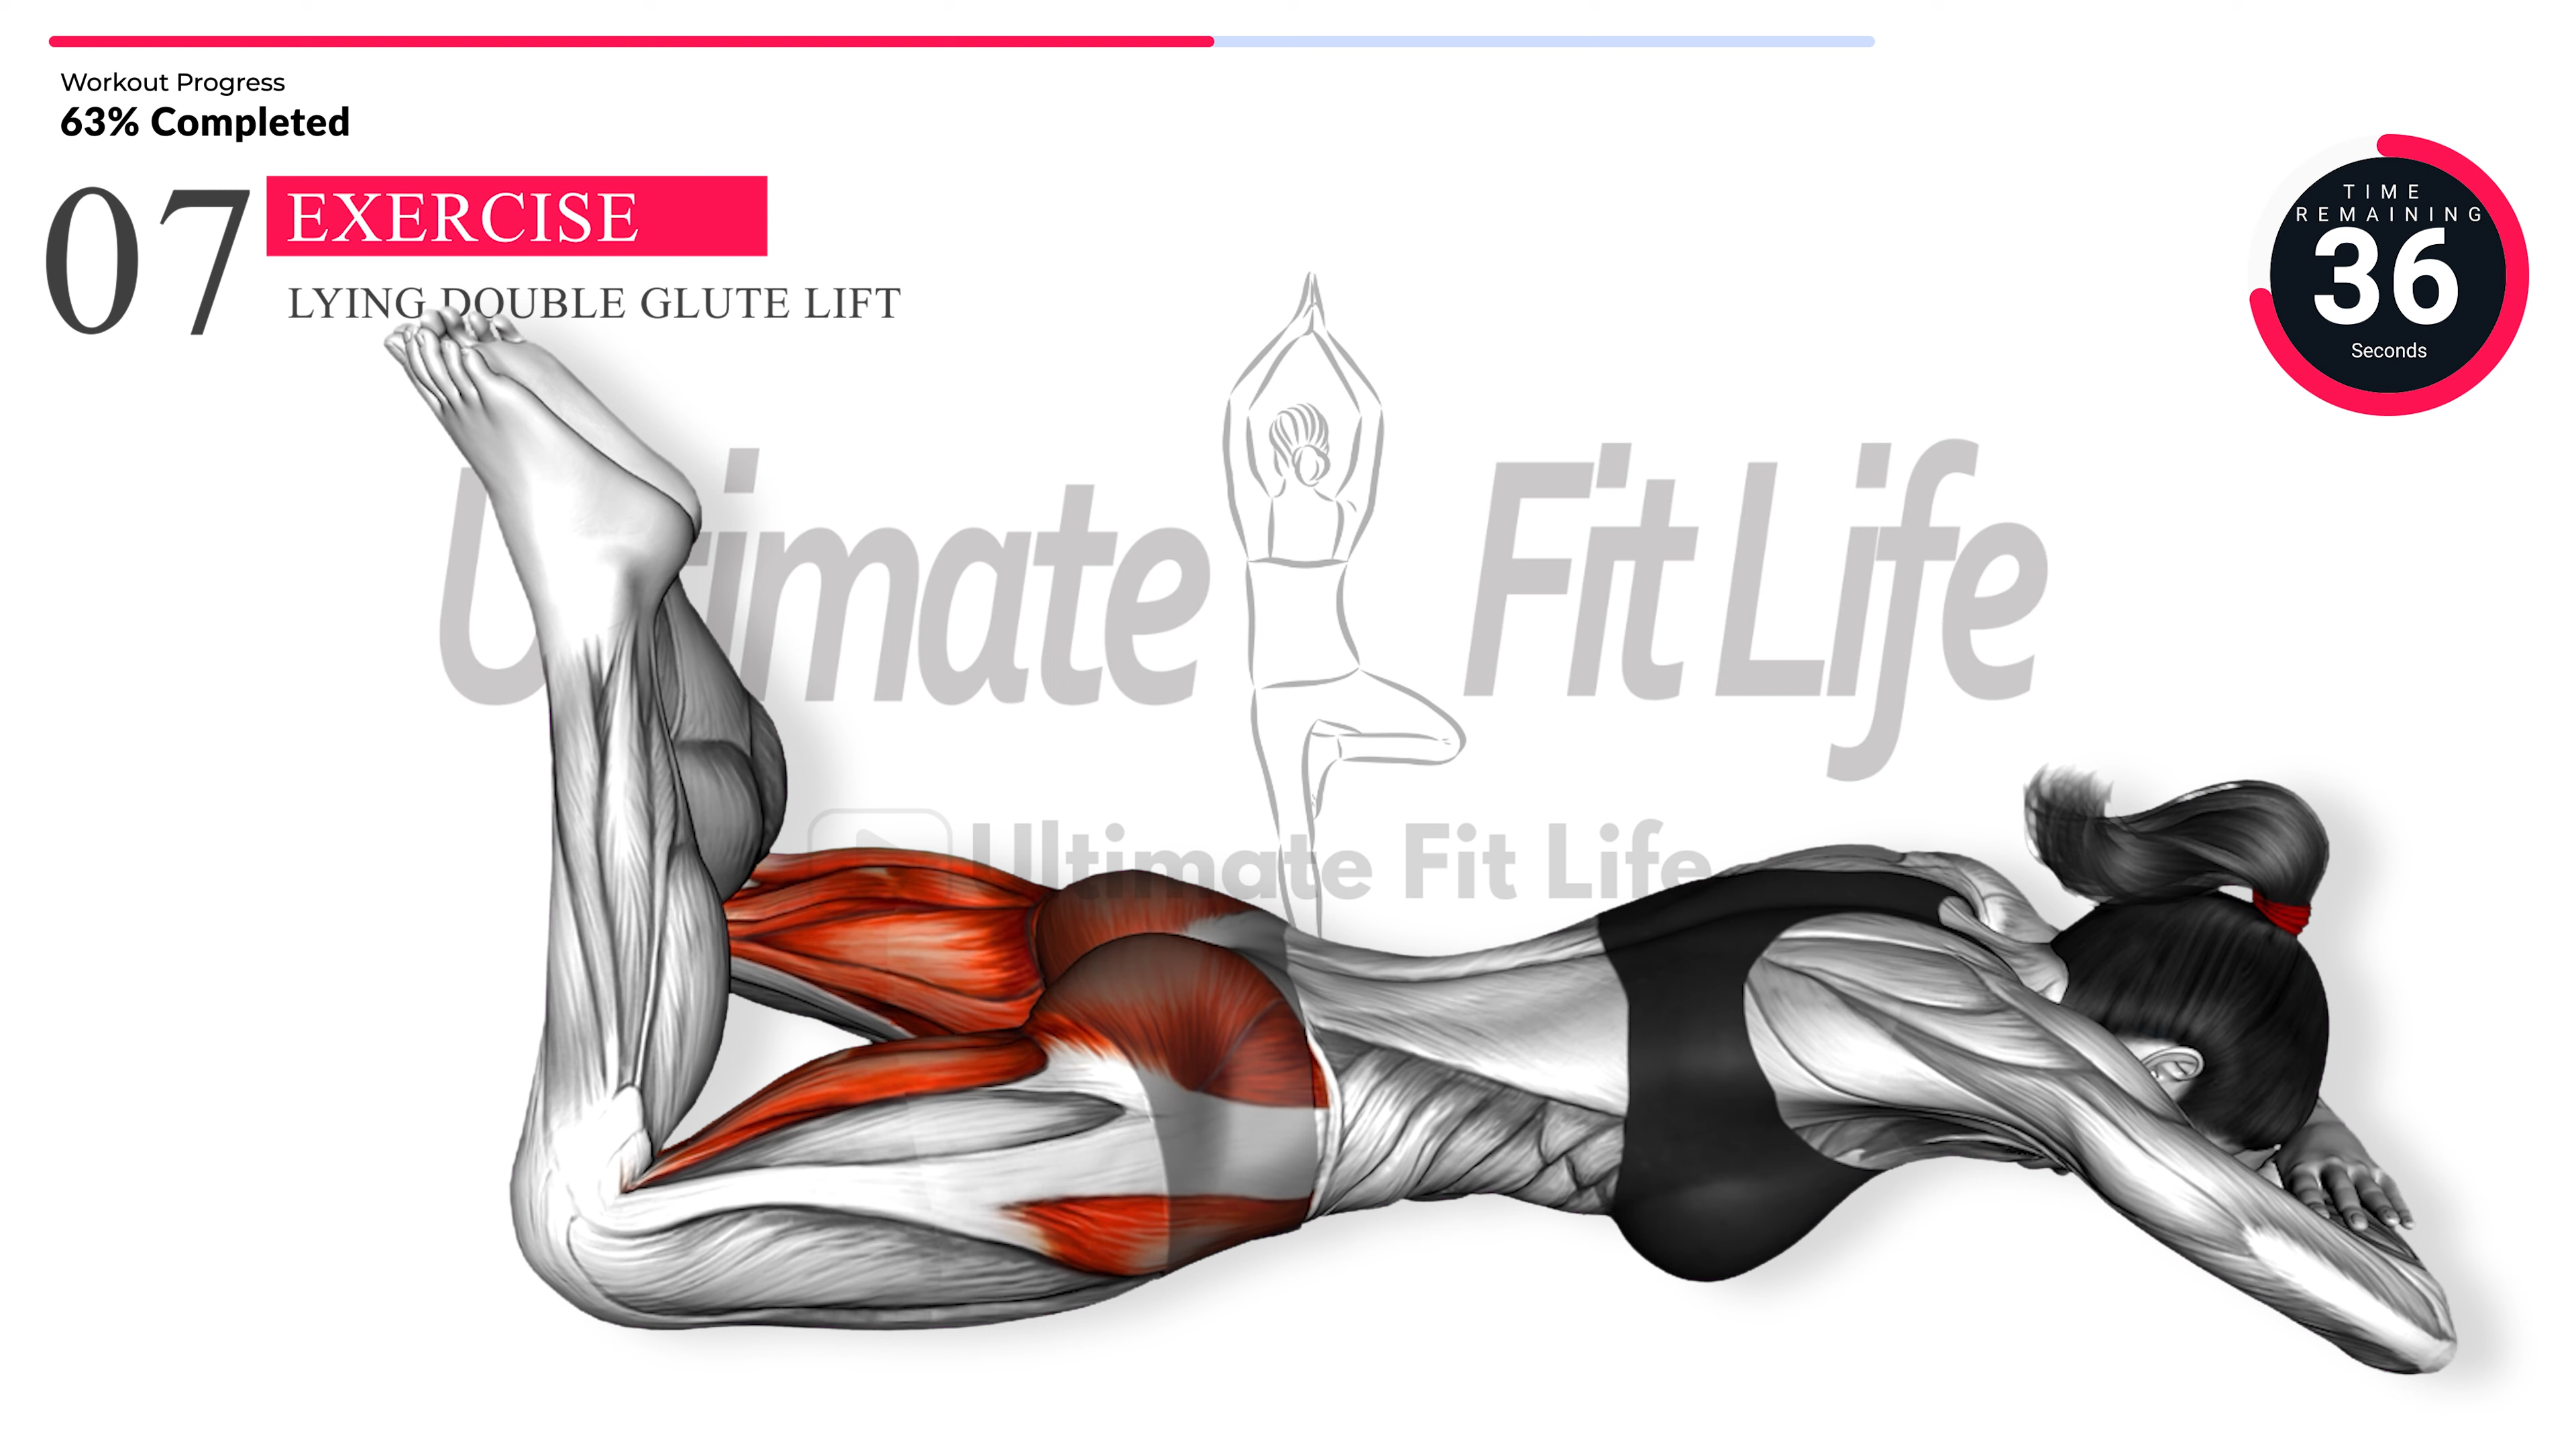 Workout Progress
63% Completed
07
EXERCISE
LYING DOUBLE GLUTE LIFT
TIME
REMAINING
36
Seconds
Ultimate Fit Life
Ultimate Fit Life